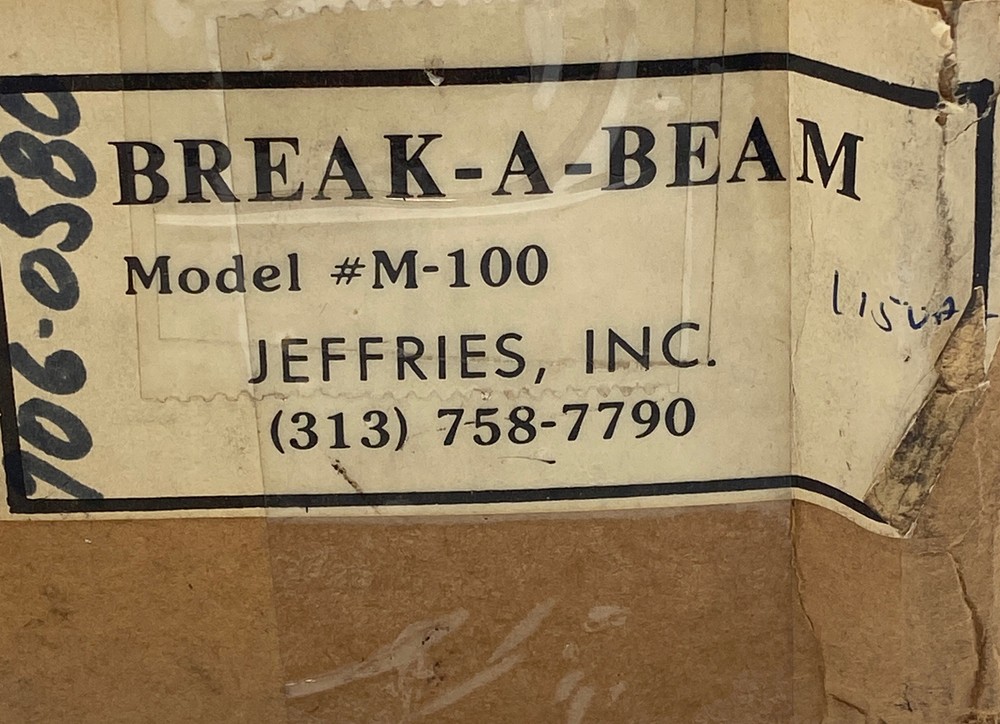 BREAK-A-BEAM
Model #M-100
JEFFRIES, INC.
(313) 758-7790
706-0580